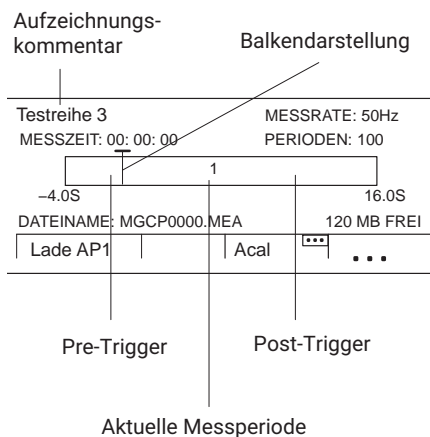 Aufzeichnungs-
kommentar
Balkendarstellung
Testreihe 3 MESSRATE: 50Hz
MESSZEIT: 00: 00: 00 PERIODEN: 100
1
–4.0S 16.0S
DATEINAME: MGCP0000.MEA 120 MB FREI
Lade AP1 Acal ...
Pre-Trigger Post-Trigger
Aktuelle Messperiode